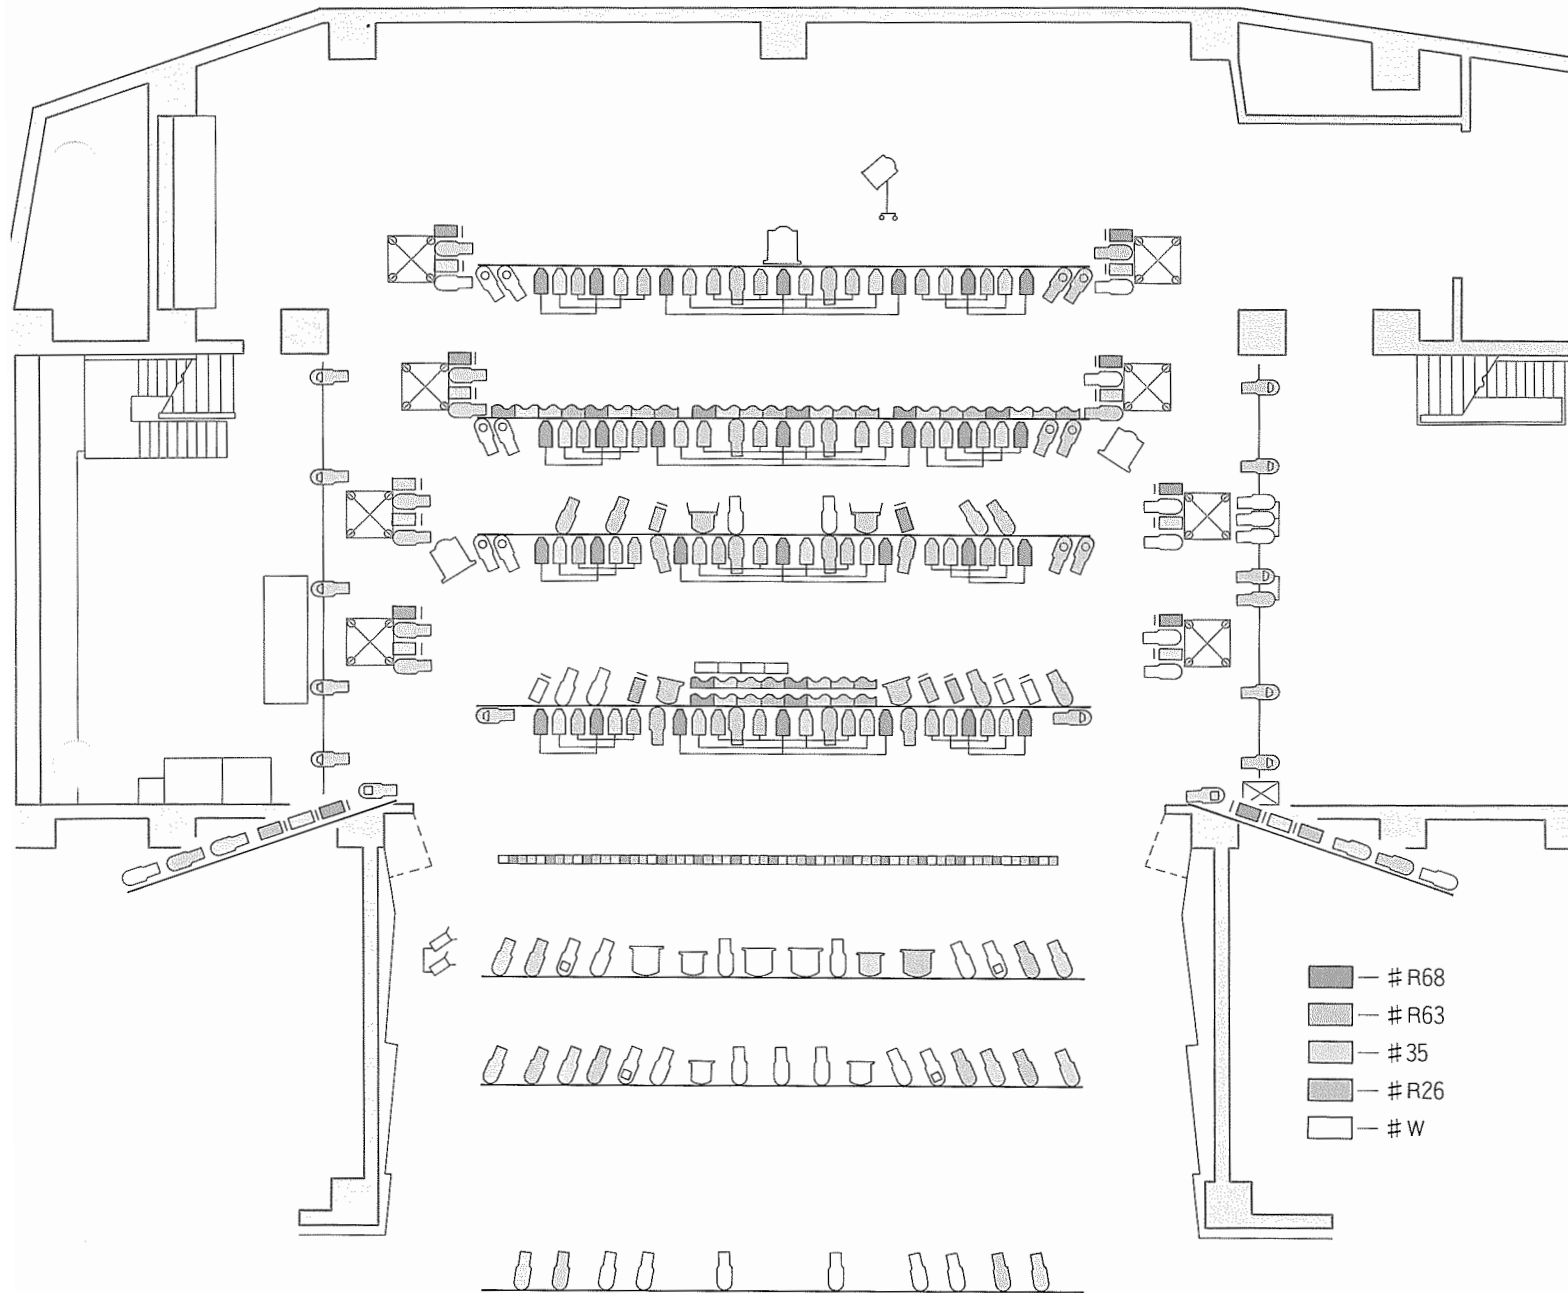 — # R68
— # R63
— # 35
— # R26
— # W